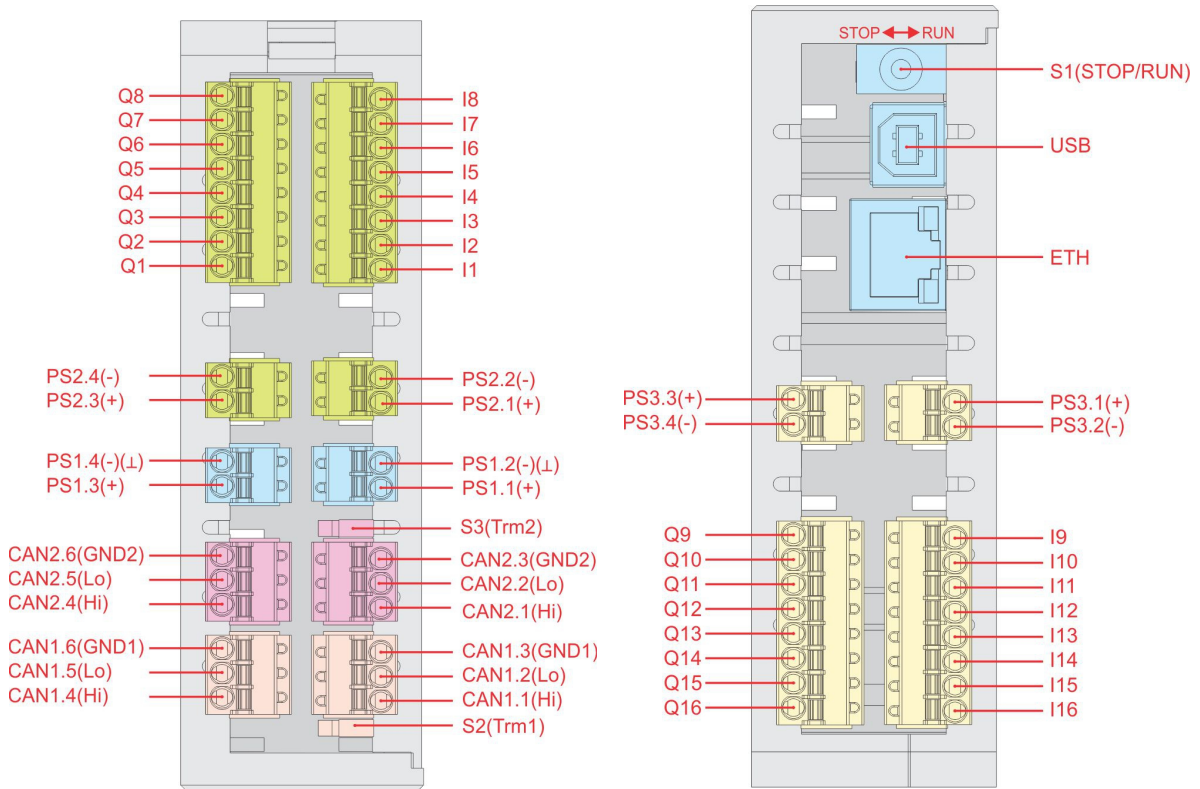 Q8
Q7
Q6
Q5
Q4
Q3
Q2
Q1
I8
I7
I6
I5
I4
I3
I2
I1
PS2.4(-)
PS2.3(+)
PS2.2(-)
PS2.1(+)
PS1.4(-)(⊥)
PS1.3(+)
PS1.2(-)(⊥)
PS1.1(+)
S3(Trm2)
CAN2.6(GND2)
CAN2.5(Lo)
CAN2.4(Hi)
CAN2.3(GND2)
CAN2.2(Lo)
CAN2.1(Hi)
CAN1.6(GND1)
CAN1.5(Lo)
CAN1.4(Hi)
CAN1.3(GND1)
CAN1.2(Lo)
CAN1.1(Hi)
S2(Trm1)
STOP RUN
S1(STOP/RUN)
USB
ETH
PS3.3(+)
PS3.4(-)
PS3.1(+)
PS3.2(-)
Q9
Q10
Q11
Q12
Q13
Q14
Q15
Q16
I9
I10
I11
I12
I13
I14
I15
I16